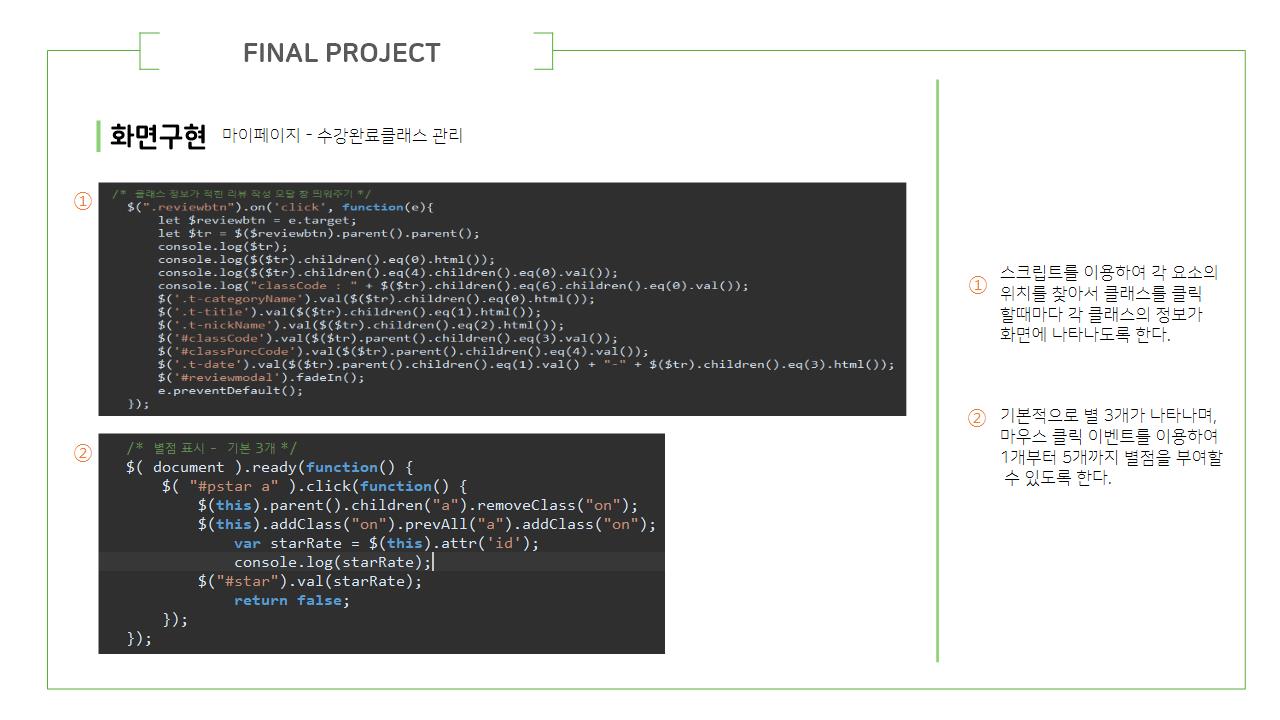 FINAL PROJECT
화면구현 마이페이지 - 수강완료클래스 관리
①
/* 클래스 정보가 적힌 리뷰 작성 모달 창 띄워주기 */
$(".reviewbtn").on('click', function(e){
let $reviewbtn = e.target;
let $tr = $($reviewbtn).parent().parent();
console.log($tr);
console.log($($tr).children().eq(0).html());
console.log($($tr).children().eq(4).children().eq(0).val());
console.log("classCode : " + $($tr).children().eq(6).children().eq(0).val());
$('.t-categoryName').val($($tr).children().eq(0).html());
$('.t-title').val($($tr).children().eq(1).html());
$('.t-nickName').val($($tr).children().eq(2).html());
$('#classCode').val($($tr).parent().children().eq(3).val());
$('#classPurcCode').val($($tr).parent().children().eq(4).val());
$('.t-date').val($($tr).parent().children().eq(1).val() + "-" + $($tr).children().eq(3).html());
$('#reviewmodal').fadeIn();
e.preventDefault();
});
②
/* 별점 표시 - 기본 3개 */
$( document ).ready(function() {
$( "#pstar a" ).click(function() {
$(this).parent().children("a").removeClass("on");
$(this).addClass("on").prevAll("a").addClass("on");
var starRate = $(this).attr('id');
console.log(starRate);
$("#star").val(starRate);
return false;
});
});
① 스크립트를 이용하여 각 요소의
위치를 찾아서 클래스를 클릭
할때마다 각 클래스의 정보가
화면에 나타나도록 한다.
② 기본적으로 별 3개가 나타나며,
마우스 클릭 이벤트를 이용하여
1개부터 5개까지 별점을 부여할
수 있도록 한다.